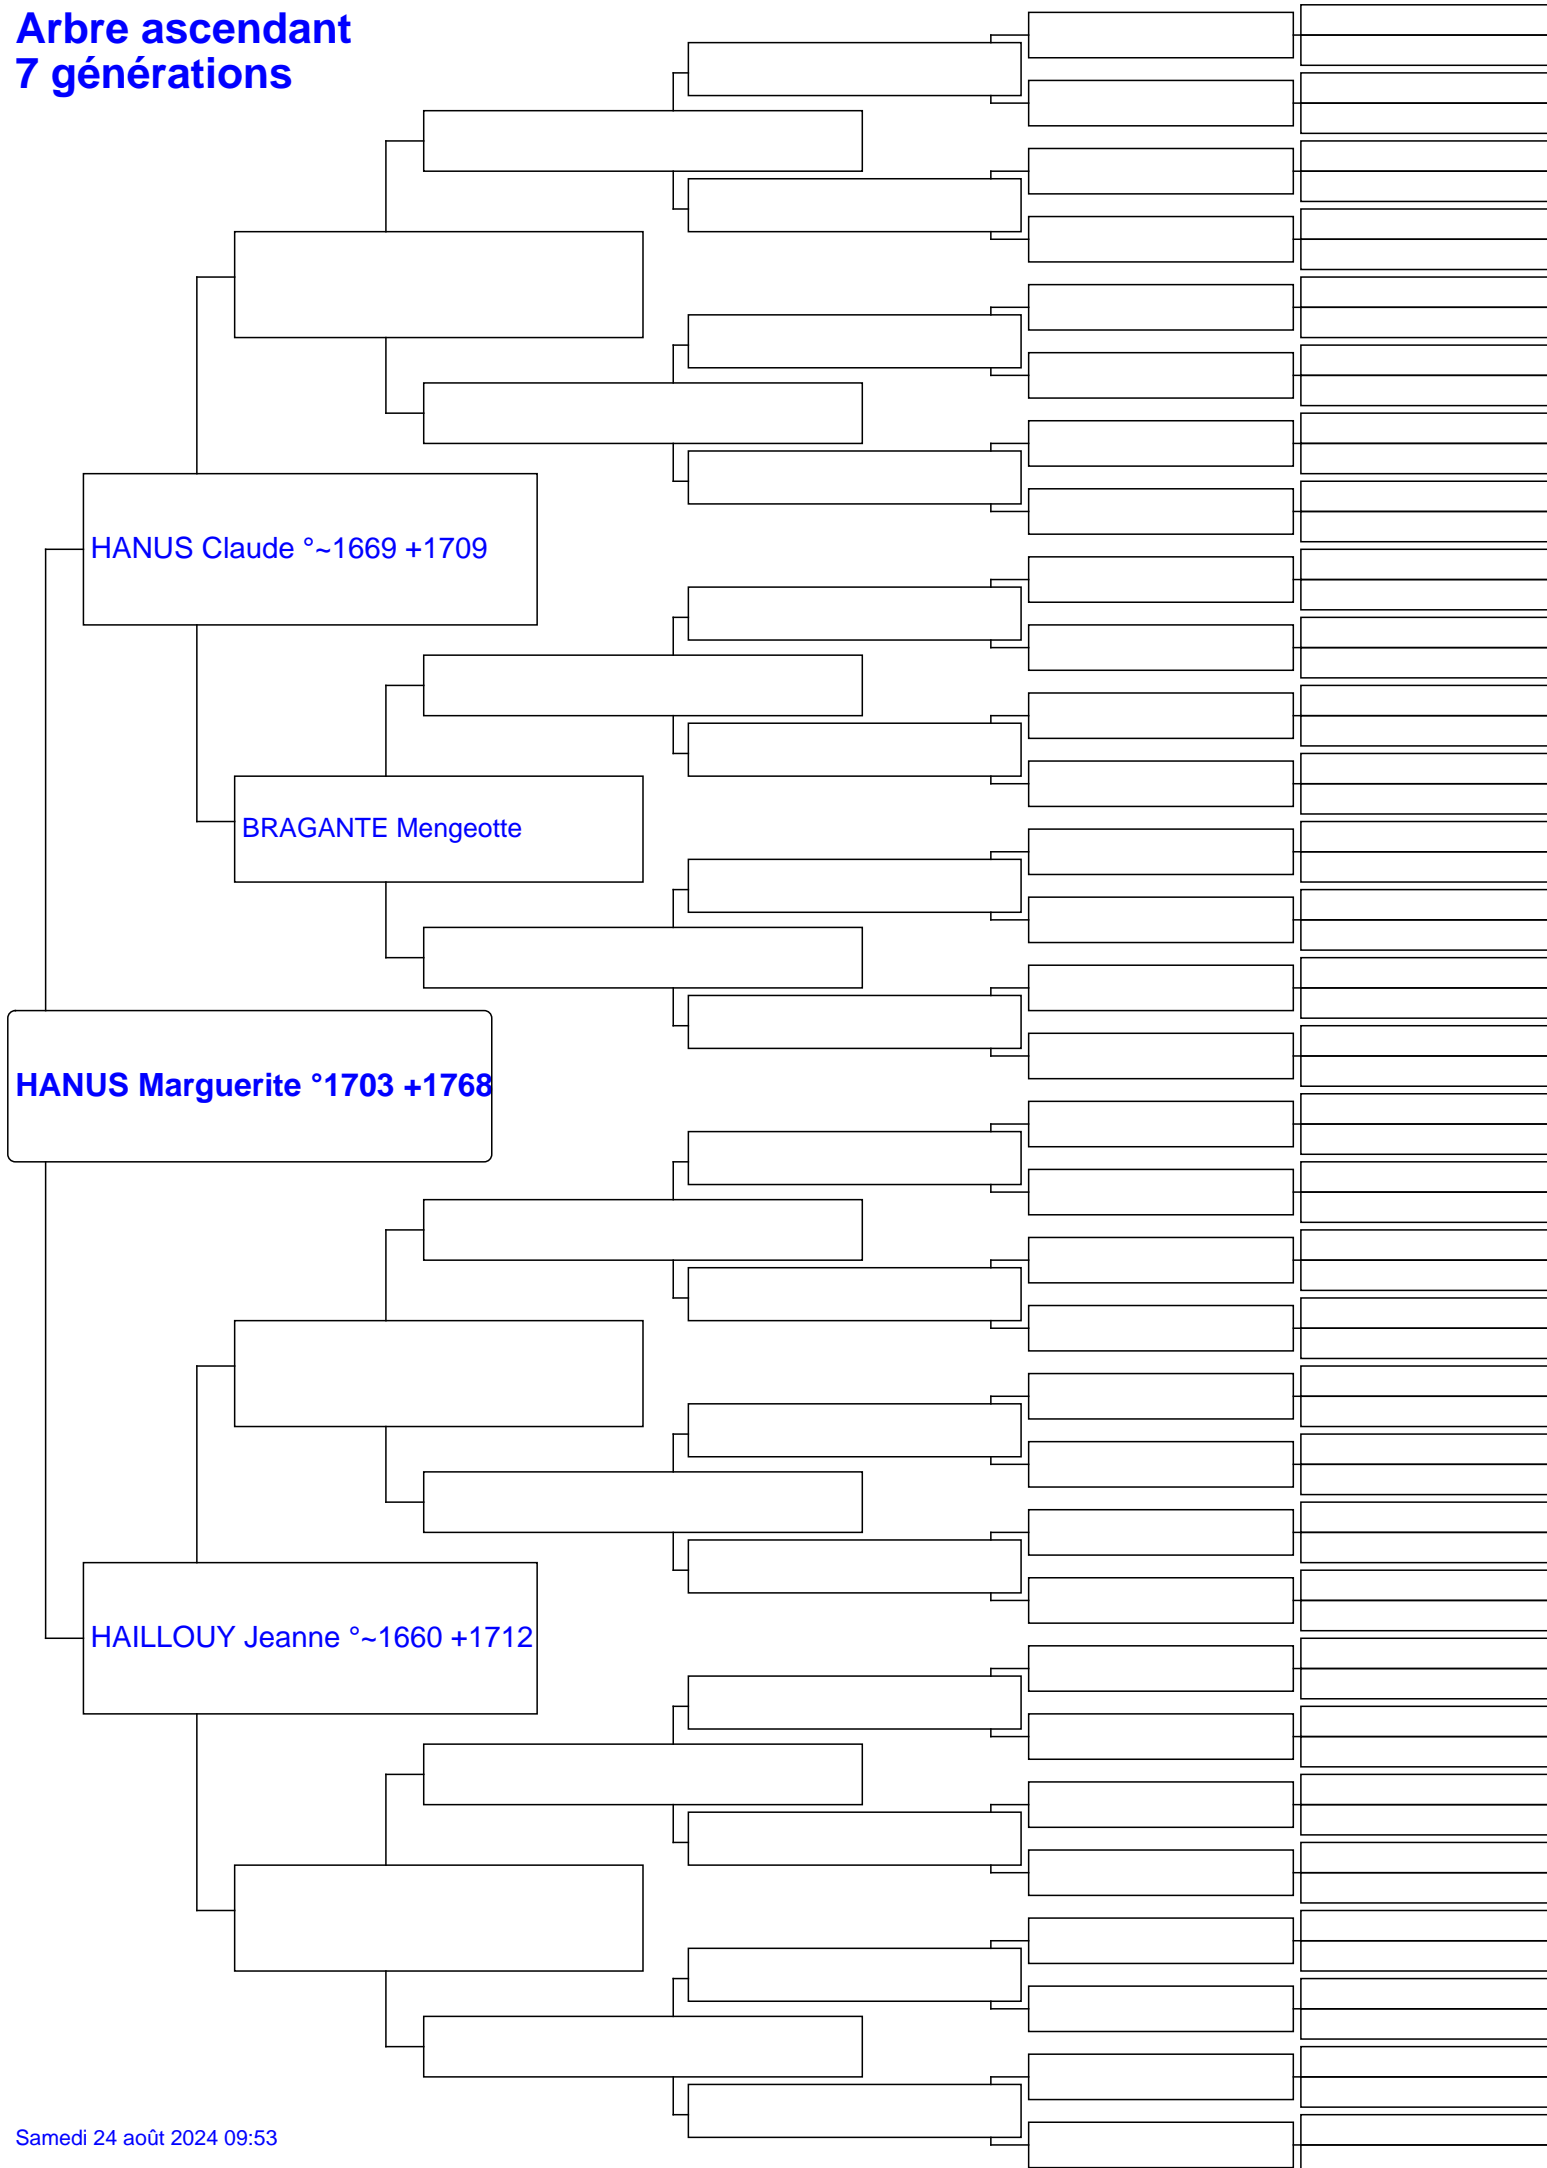 Arbre ascendant
7 générations
HANUS Claude °~1669 +1709
BRAGANTE Mengeotte
HANUS Marguerite °1703 +1768
HAILLOUY Jeanne °~1660 +1712
Samedi 24 août 2024 09:53